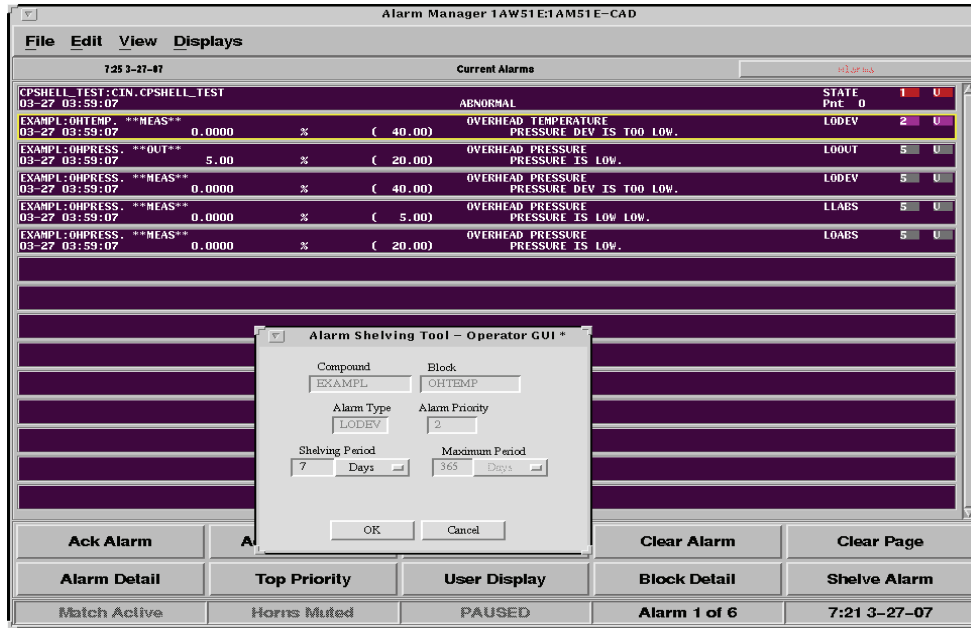 Alarm Manager 1AW51E:1AM51E-CAD
File Edit View Displays
7:25 3-27-07 Current Alarms Alarms
CPSHELL_TEST:CIN.CPSHELL_TEST STATE 1 U
03-27 03:59:07 ABNORMAL Pnt 0
EXAMPL:OHTEMP. **MEAS** OVERHEAD TEMPERATURE LODEV 2 U
03-27 03:59:07 0.0000 % ( 40.00) PRESSURE DEV IS TOO LOW.
EXAMPL:OHPRESS. **OUT** OVERHEAD PRESSURE LOOUT 5 U
03-27 03:59:07 5.00 % ( 20.00) PRESSURE IS LOW.
EXAMPL:OHPRESS. **MEAS** OVERHEAD PRESSURE LODEV 5 U
03-27 03:59:07 0.0000 % ( 40.00) PRESSURE DEV IS TOO LOW.
EXAMPL:OHPRESS. **MEAS** OVERHEAD PRESSURE LLABS 5 U
03-27 03:59:07 0.0000 % ( 5.00) PRESSURE IS LOW LOW.
EXAMPL:OHPRESS. **MEAS** OVERHEAD PRESSURE LOABS 5 U
03-27 03:59:07 0.0000 % ( 20.00) PRESSURE IS LOW.
Alarm Shelving Tool - Operator GUI *
Compound Block
EXAMPL OHTEMP
Alarm Type Alarm Priority
LODEV 2
Shelving Period Maximum Period
7 Days 365 Days
OK Cancel
Ack Alarm Clear Alarm Clear Page
Alarm Detail Top Priority User Display Block Detail Shelve Alarm
Match Active Horns Muted PAUSED Alarm 1 of 6 7:21 3-27-07